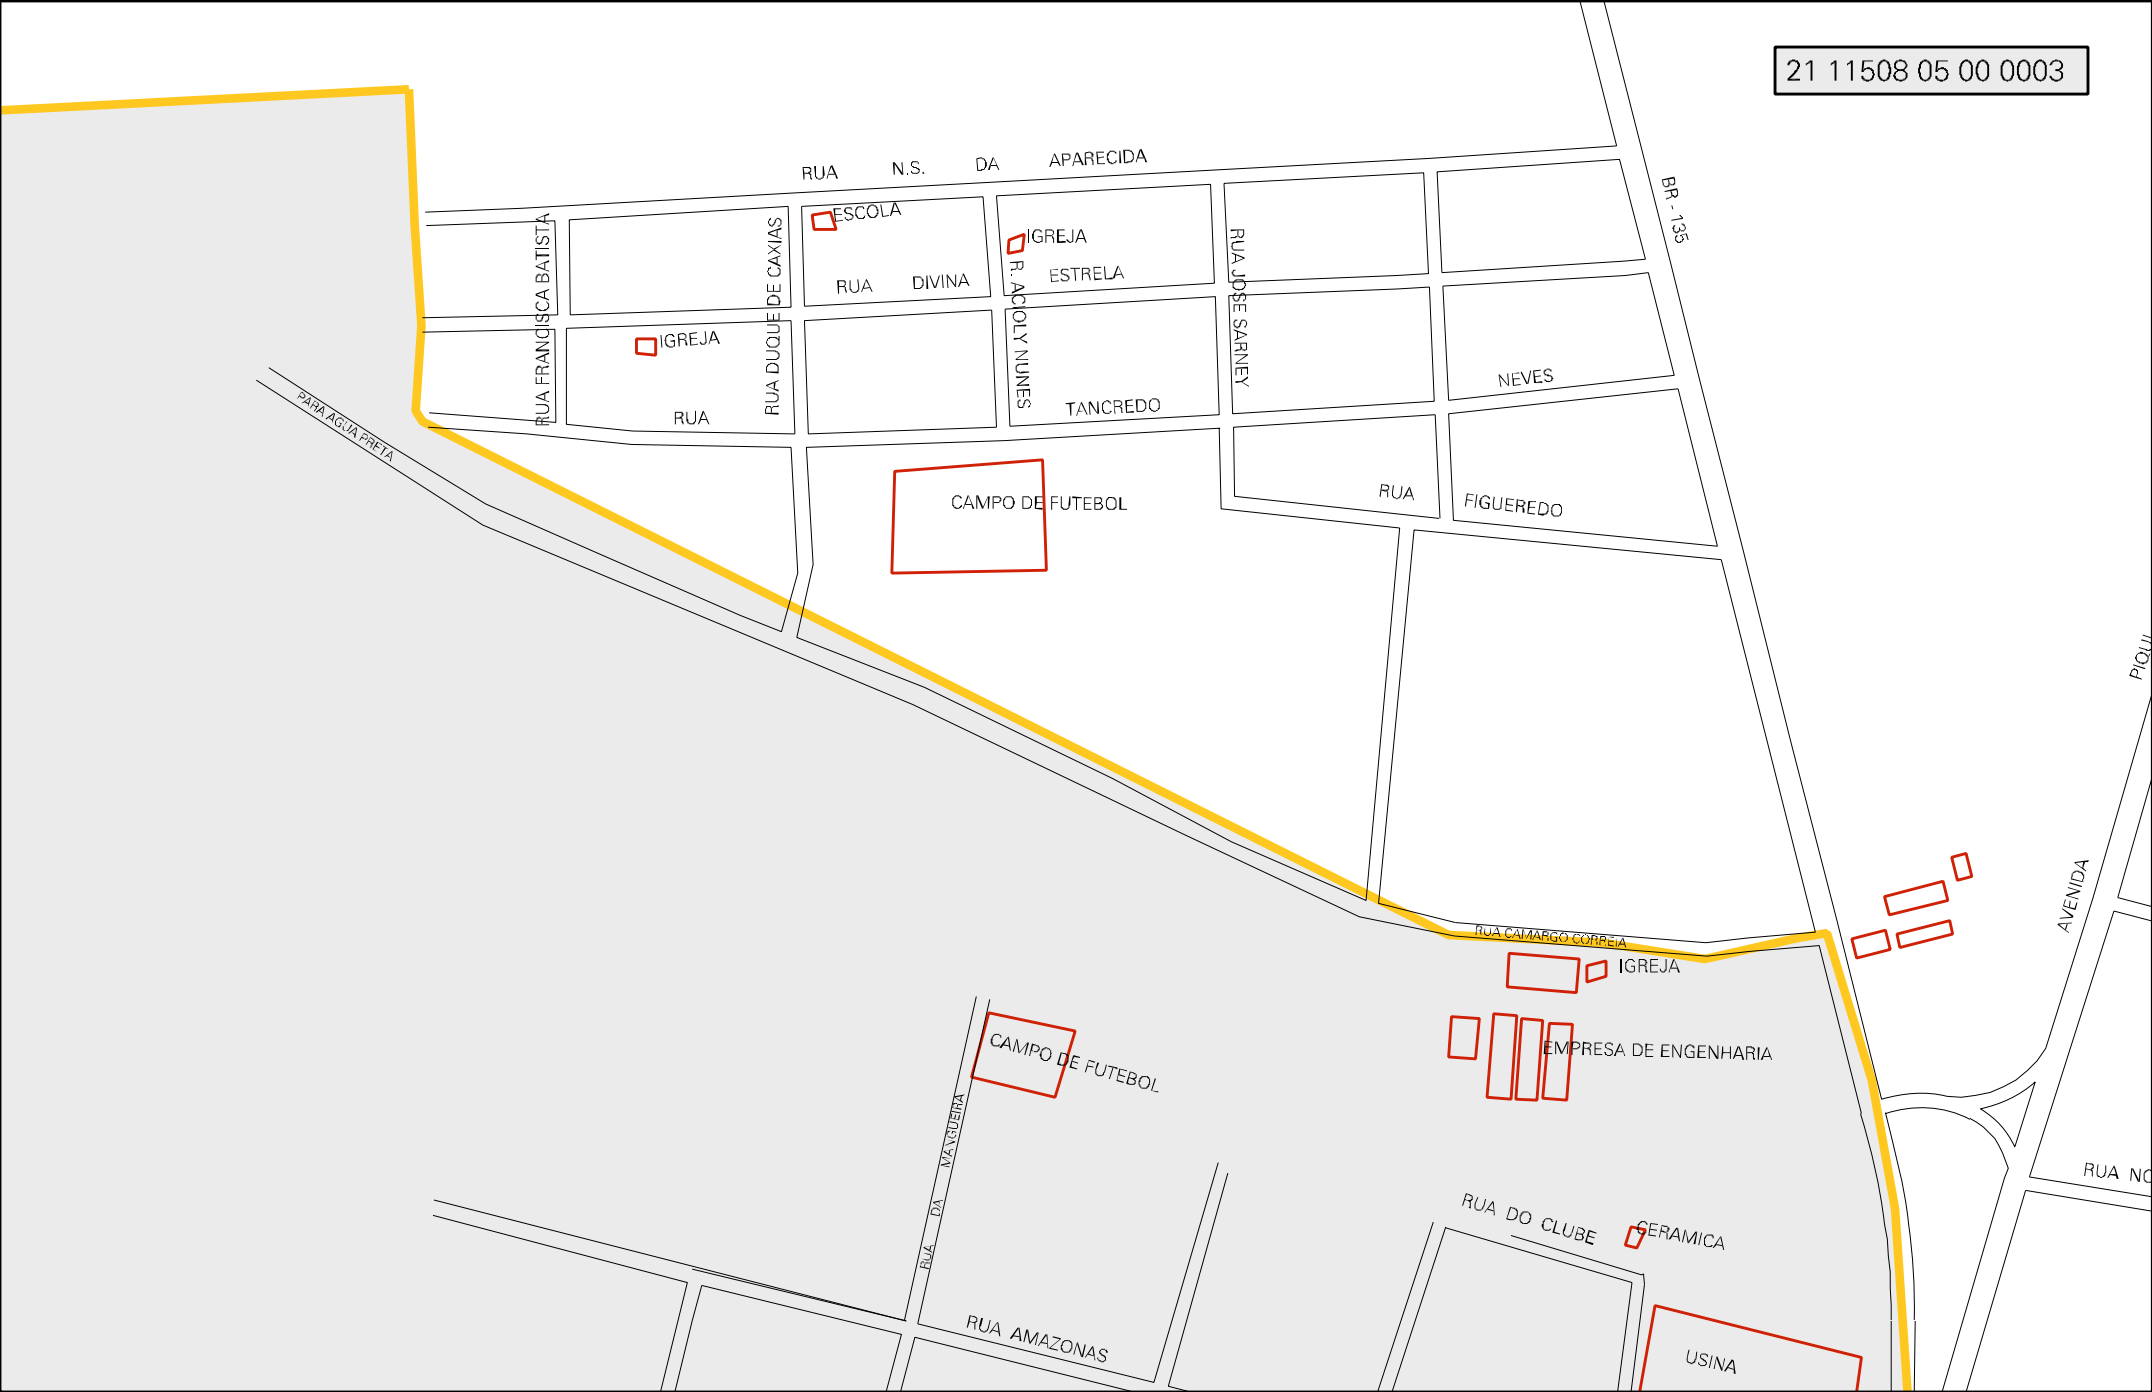 21 11508 05 00 0003
RUA N.S. DA APARECIDA
BR - 135
ESCOLA
IGREJA
RUA FRANCISCA BATISTA
RUA DUQUE DE CAXIAS
R. ACIOLY NUNES
RUA JOSE SARNEY
RUA DIVINA ESTRELA
IGREJA
RUA TANCREDO NEVES
PARA AGUA PRETA
CAMPO DE FUTEBOL
RUA FIGUEREDO
AVENIDA
RUA CAMARGO CORREIA
IGREJA
EMPRESA DE ENGENHARIA
CAMPO DE FUTEBOL
RUA DA MANGUEIRA
RUA NO
RUA DO CLUBE
CERAMICA
RUA AMAZONAS
USINA